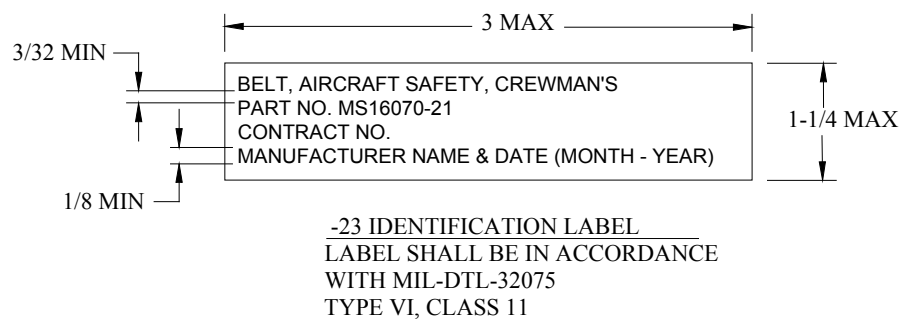 3 MAX
3/32 MIN
BELT, AIRCRAFT SAFETY, CREWMAN'S
PART NO. MS16070-21
CONTRACT NO.
MANUFACTURER NAME & DATE (MONTH - YEAR)
1-1/4 MAX
1/8 MIN
-23 IDENTIFICATION LABEL
LABEL SHALL BE IN ACCORDANCE
WITH MIL-DTL-32075
TYPE VI, CLASS 11